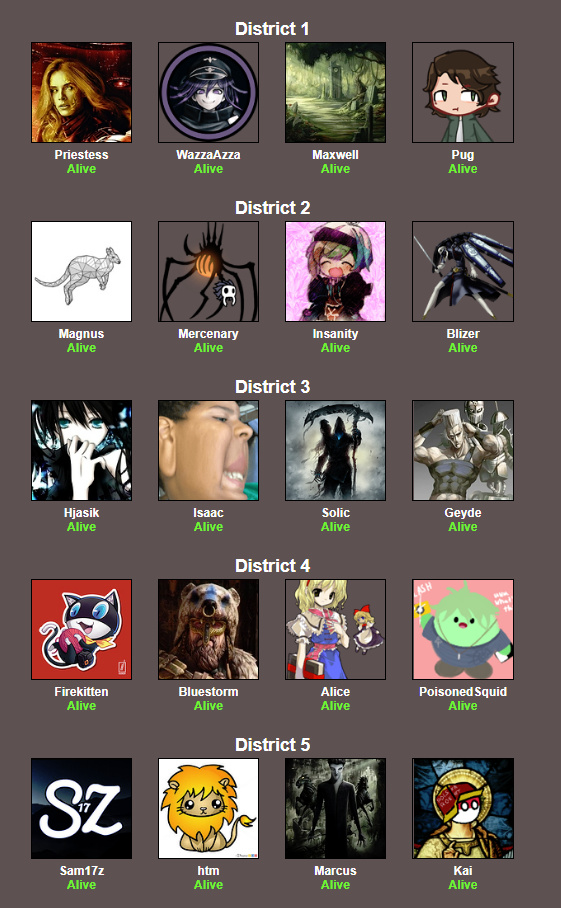 District 1
Priestess WazzaAzza Maxwell Pug
Alive Alive Alive Alive
District 2
Magnus Mercenary Insanity Blizer
Alive Alive Alive Alive
District 3
Hjasik Isaac Solic Geyde
Alive Alive Alive Alive
District 4
Firekitten Bluestorm Alice PoisonedSquid
Alive Alive Alive Alive
District 5
SZ
17
Sam17z htm Marcus Kai
Alive Alive Alive Alive